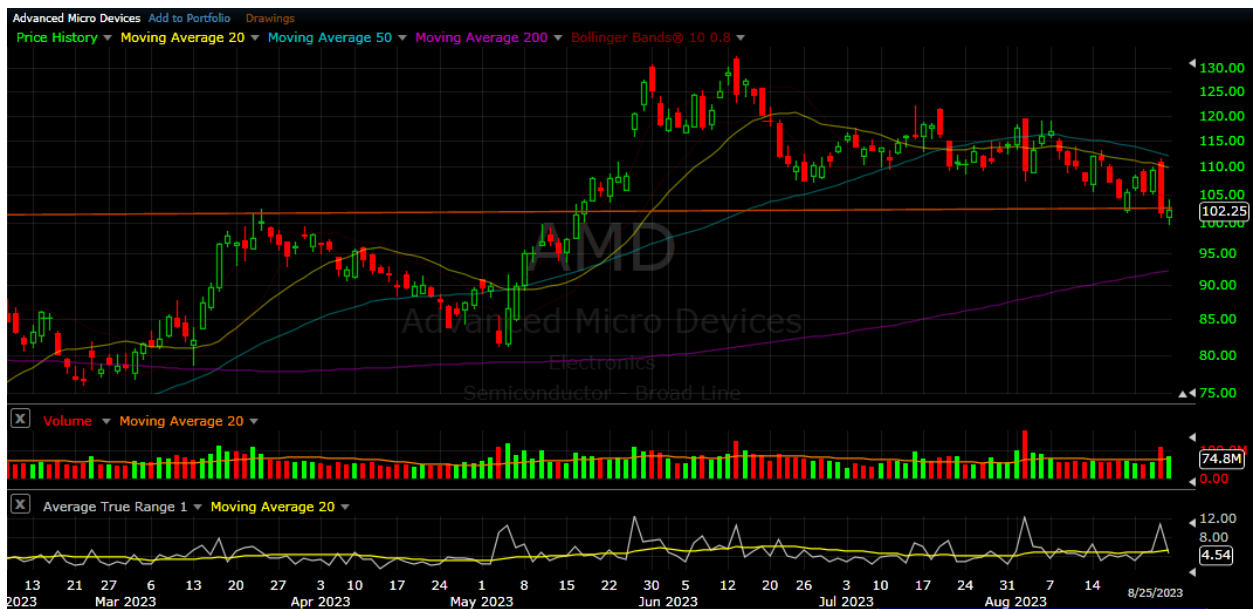 Advanced Micro Devices Add to Portfolio Drawings
Price History Moving Average 20 Moving Average 50 Moving Average 200 Bollinger Bands® 10 0.8
130.00
125.00
120.00
115.00
110.00
105.00
102.25
100.00
95.00
90.00
85.00
80.00
75.00
AMD
Advanced Micro Devices
Electronics
Semiconductor - Broad Line
X Volume Moving Average 20
74.8M
0.00
X Average True Range 1 Moving Average 20
12.00
8.00
4.54
13 21 27 6 13 20 27 3 10 17 24 1 8 15 22 30 5 12 20 26 3 10 17 24 31 7 14
2023 Mar 2023 Apr 2023 May 2023 Jun 2023 Jul 2023 Aug 2023 8/25/2023